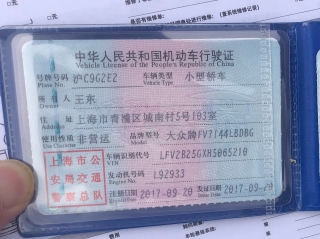 中华人民共和国机动车行驶证
Vehicle License of the People's Republic of China
号牌号码 沪C9G2E2 车辆类型 小型轿车
Plate No. Vehicle Type
所有人 王东
Owner
住址 上海市青浦区城南村5号103室
Address
使用性质 非营运 品牌型号 大众牌FV7144LBDBG
Use Character Model
上海市公安局交通警察总队
车辆识别代号 LFV2B25GXH5065210
VIN
发动机号码 L92933
Engine No.
注册日期 2017-09-20 发证日期 2017-09-20
Register Date Issue Date